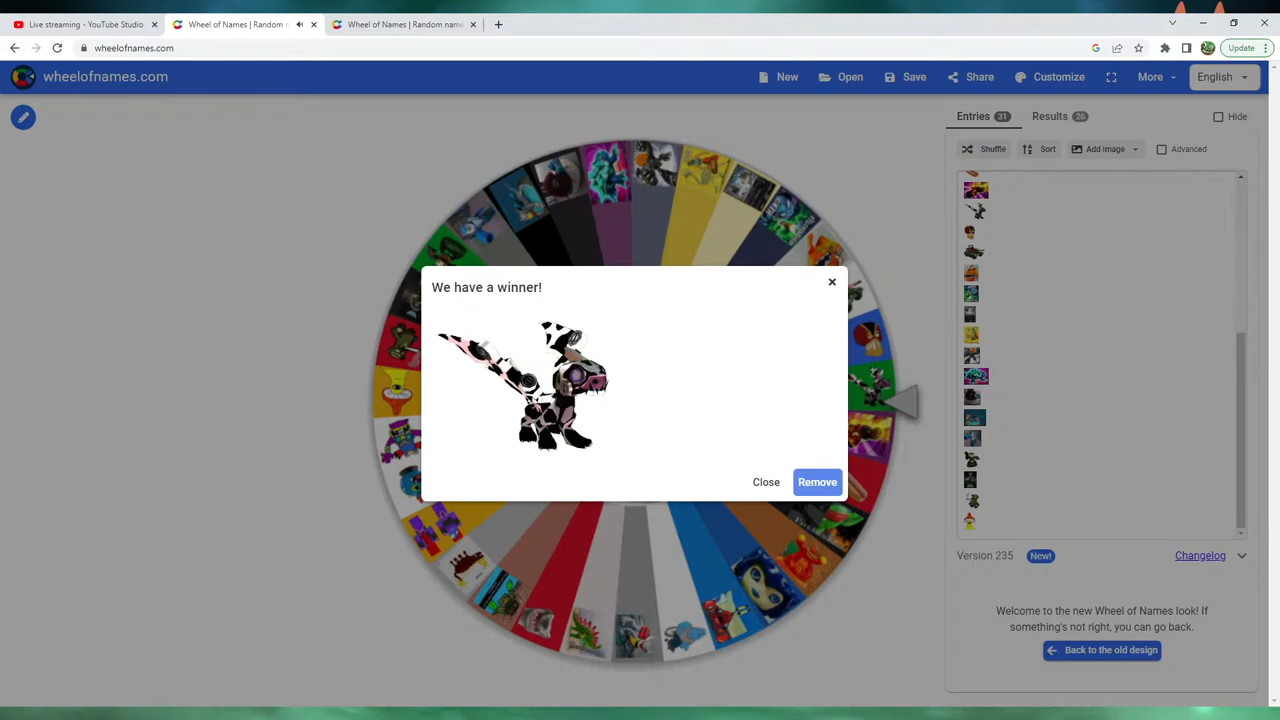 Live streaming - YouTube Studio
Wheel of Names | Random n
Wheel of Names | Random name
wheelofnames.com
Update
wheelofnames.com
New
Open
Save
Share
Customize
More
English
Entries 31
Results 26
Hide
Shuffle
Sort
Add image
Advanced
We have a winner!
Close
Remove
Version 235
New!
Changelog
Welcome to the new Wheel of Names look! If
something's not right, you can go back.
Back to the old design